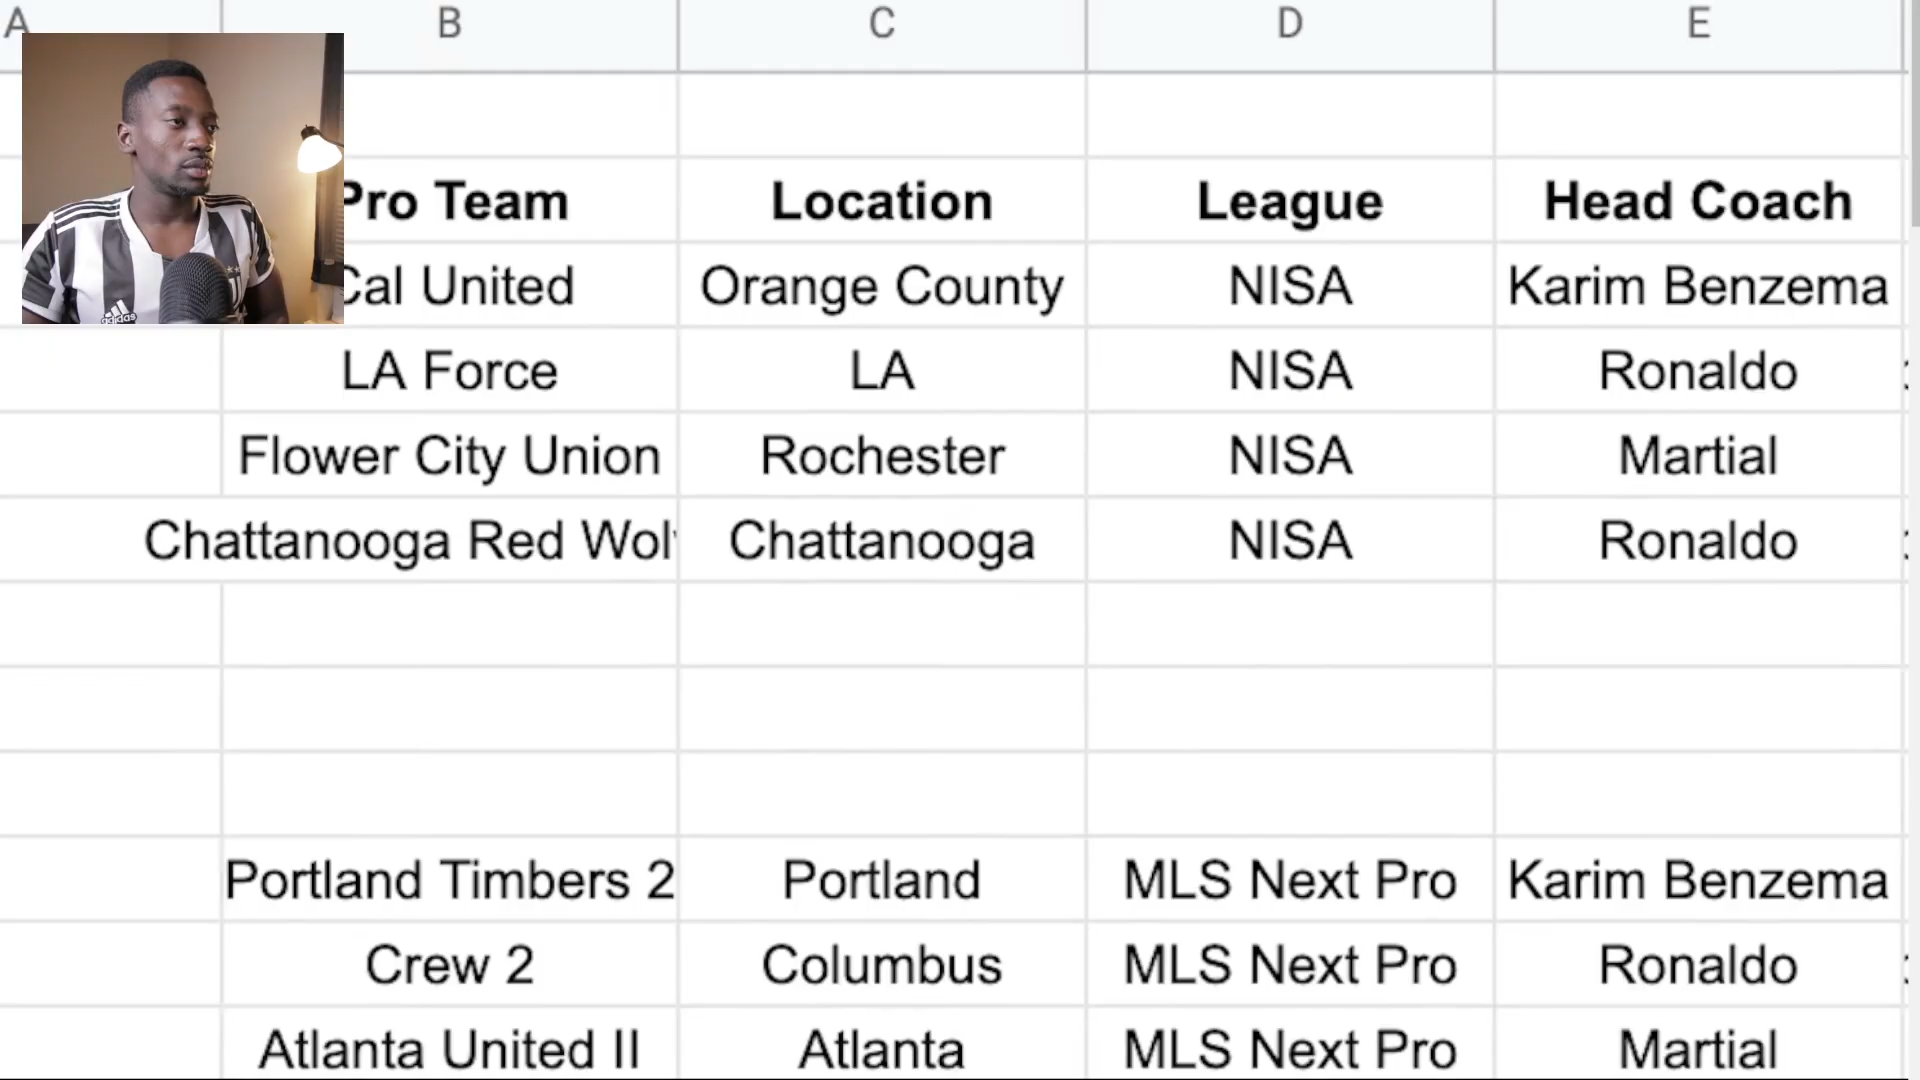 A B C D E
Pro Team Location League Head Coach
Cal United Orange County NISA Karim Benzema
LA Force LA NISA Ronaldo
Flower City Union Rochester NISA Martial
Chattanooga Red Chattanooga NISA Ronaldo
Portland Timbers 2 Portland MLS Next Pro Karim Benzema
Crew 2 Columbus MLS Next Pro Ronaldo
Atlanta United II Atlanta MLS Next Pro Martial
adidas